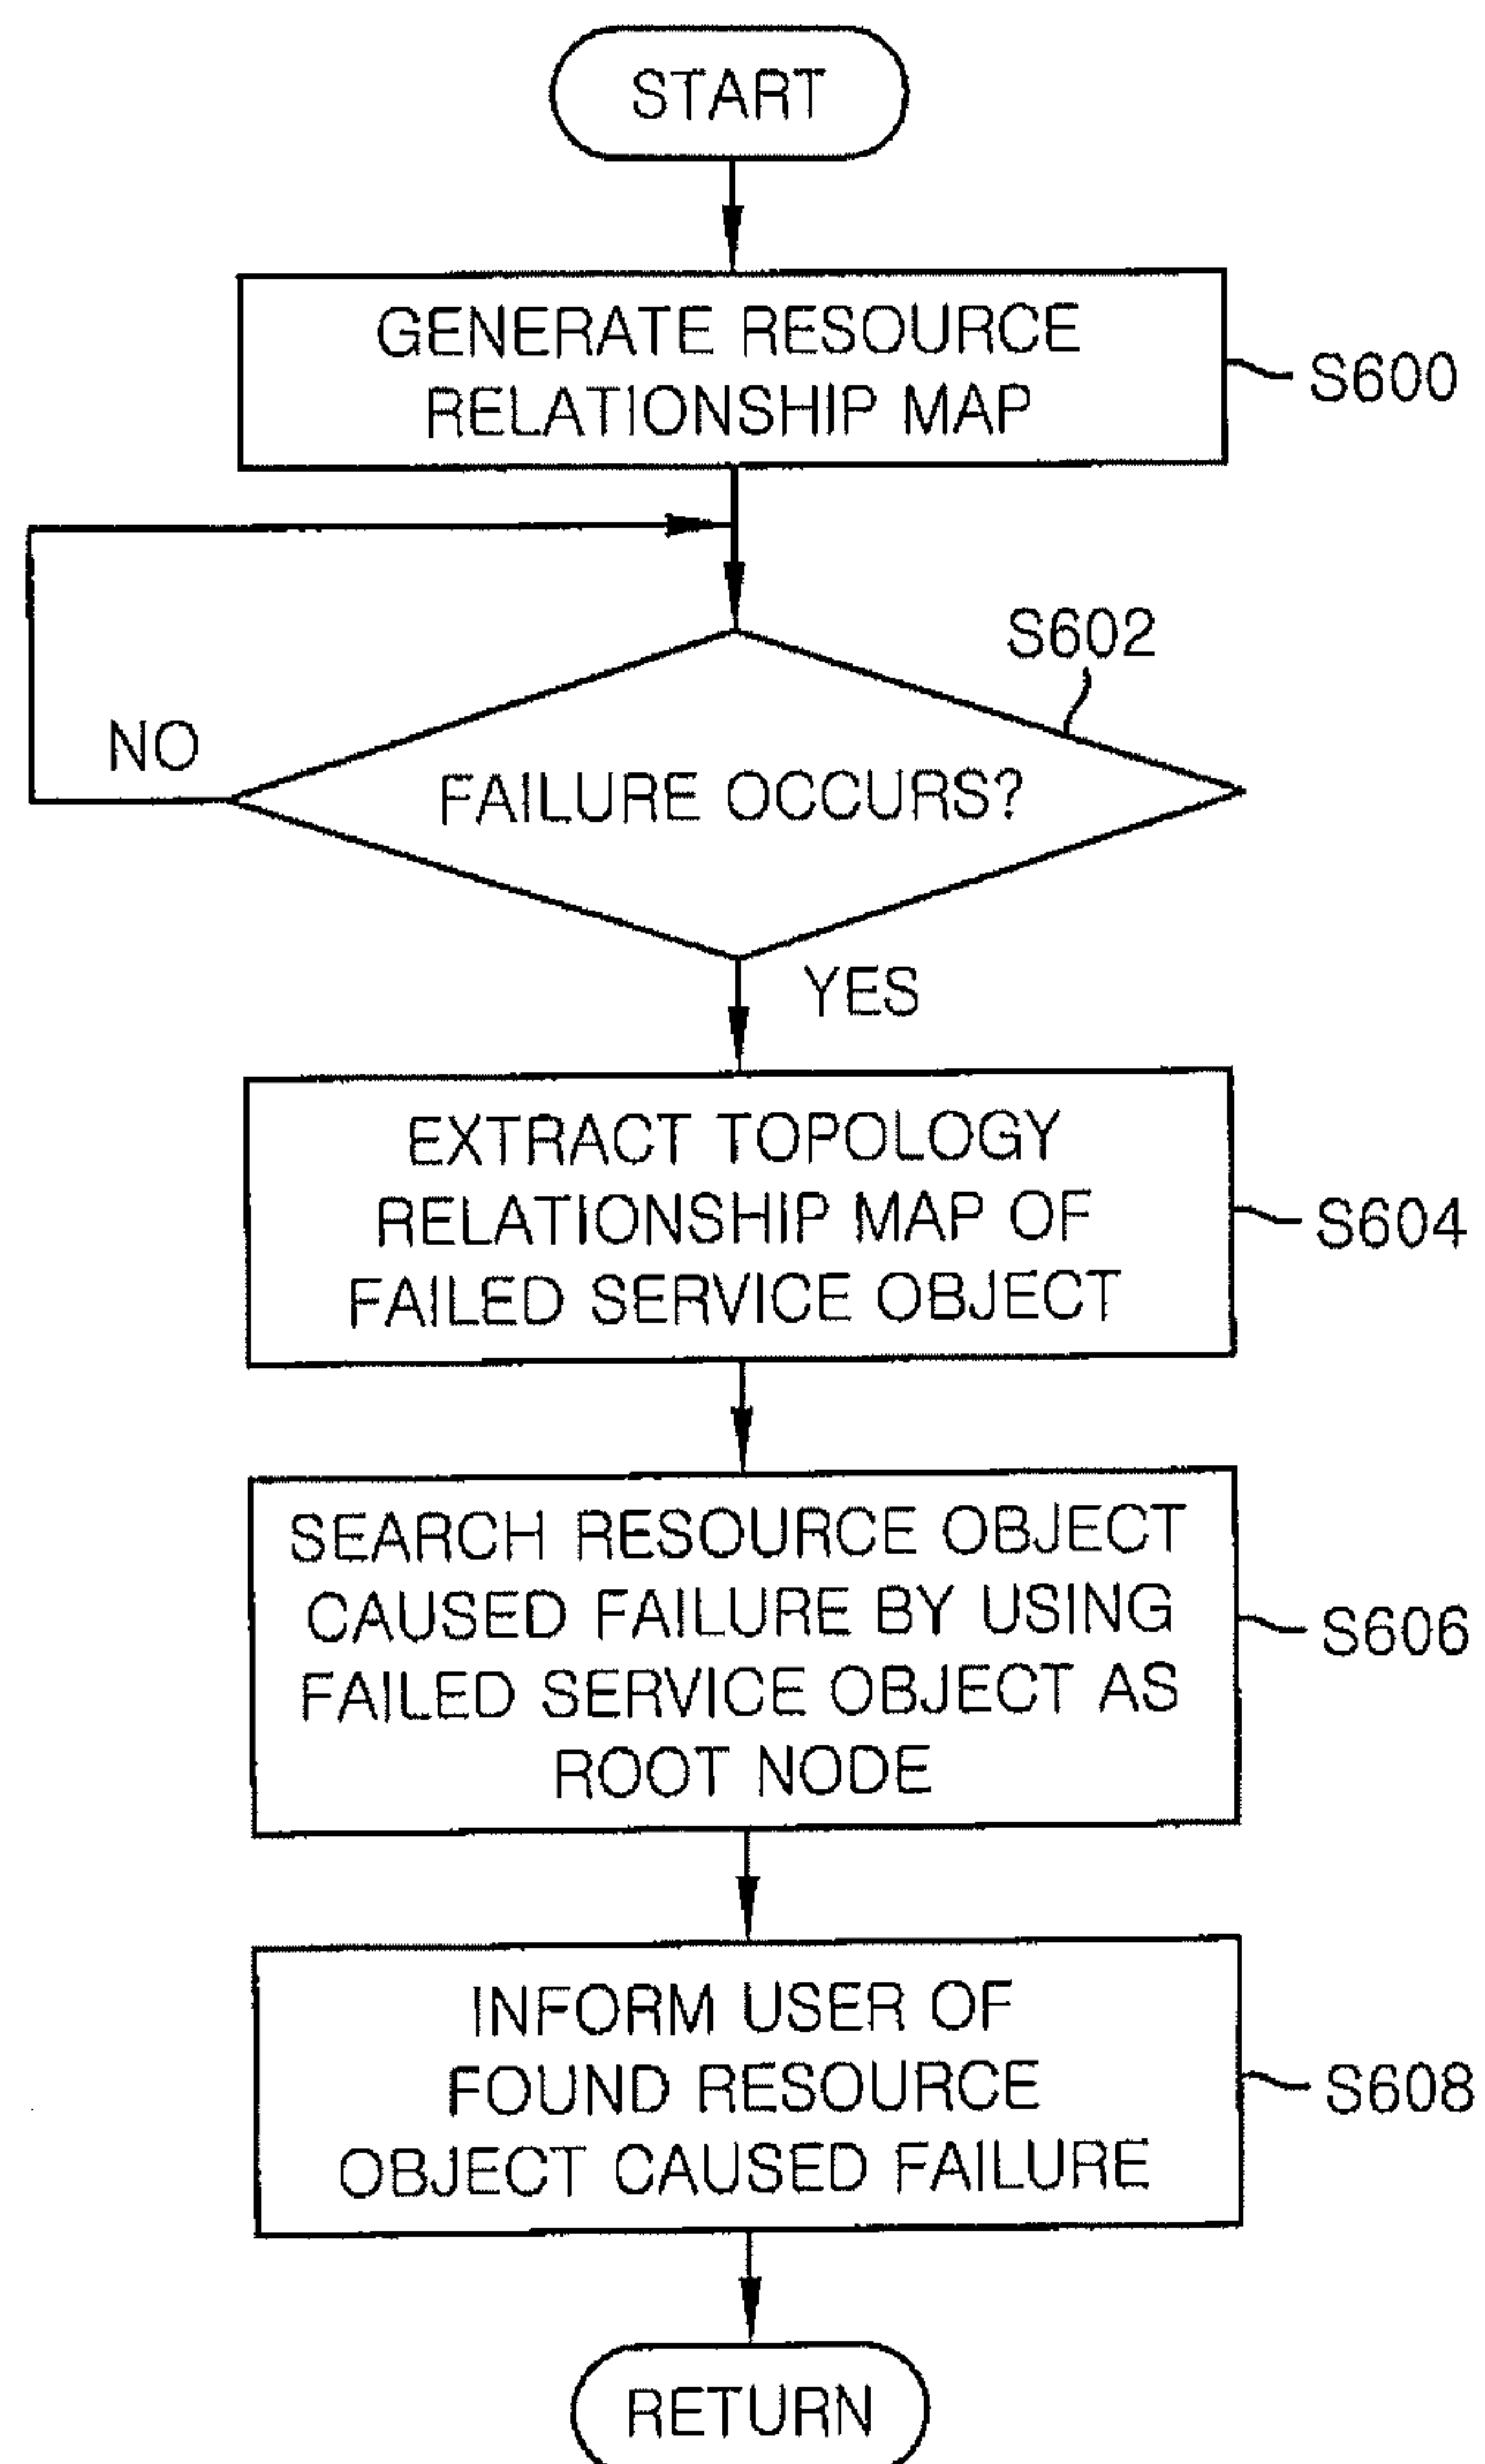 START
GENERATE RESOURCE
RELATIONSHIP MAP
S600
S602
NO
FAILURE OCCURS?
YES
EXTRACT TOPOLOGY
RELATIONSHIP MAP OF
FAILED SERVICE OBJECT
S604
SEARCH RESOURCE OBJECT
CAUSED FAILURE BY USING
FAILED SERVICE OBJECT AS
ROOT NODE
S606
INFORM USER OF
FOUND RESOURCE
OBJECT CAUSED FAILURE
S608
RETURN